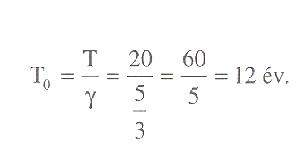 T₀ = T/γ = 20/(5/3) = 60/5 = 12 év.